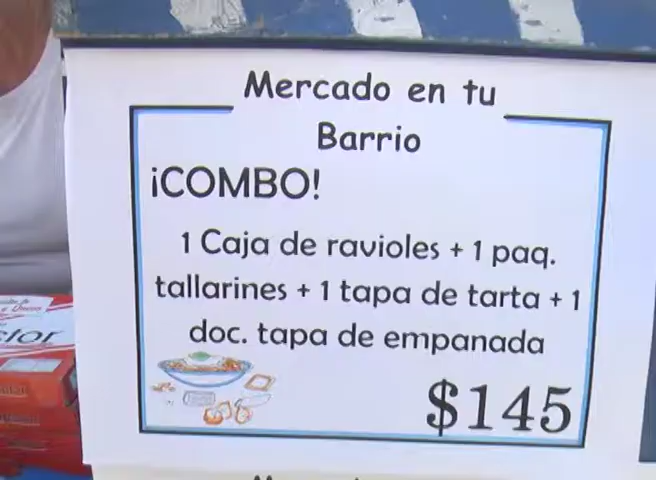 Mercado en tu
Barrio
¡COMBO!
1 Caja de ravioles + 1 paq.
tallarines + 1 tapa de tarta + 1
doc. tapa de empanada
$145